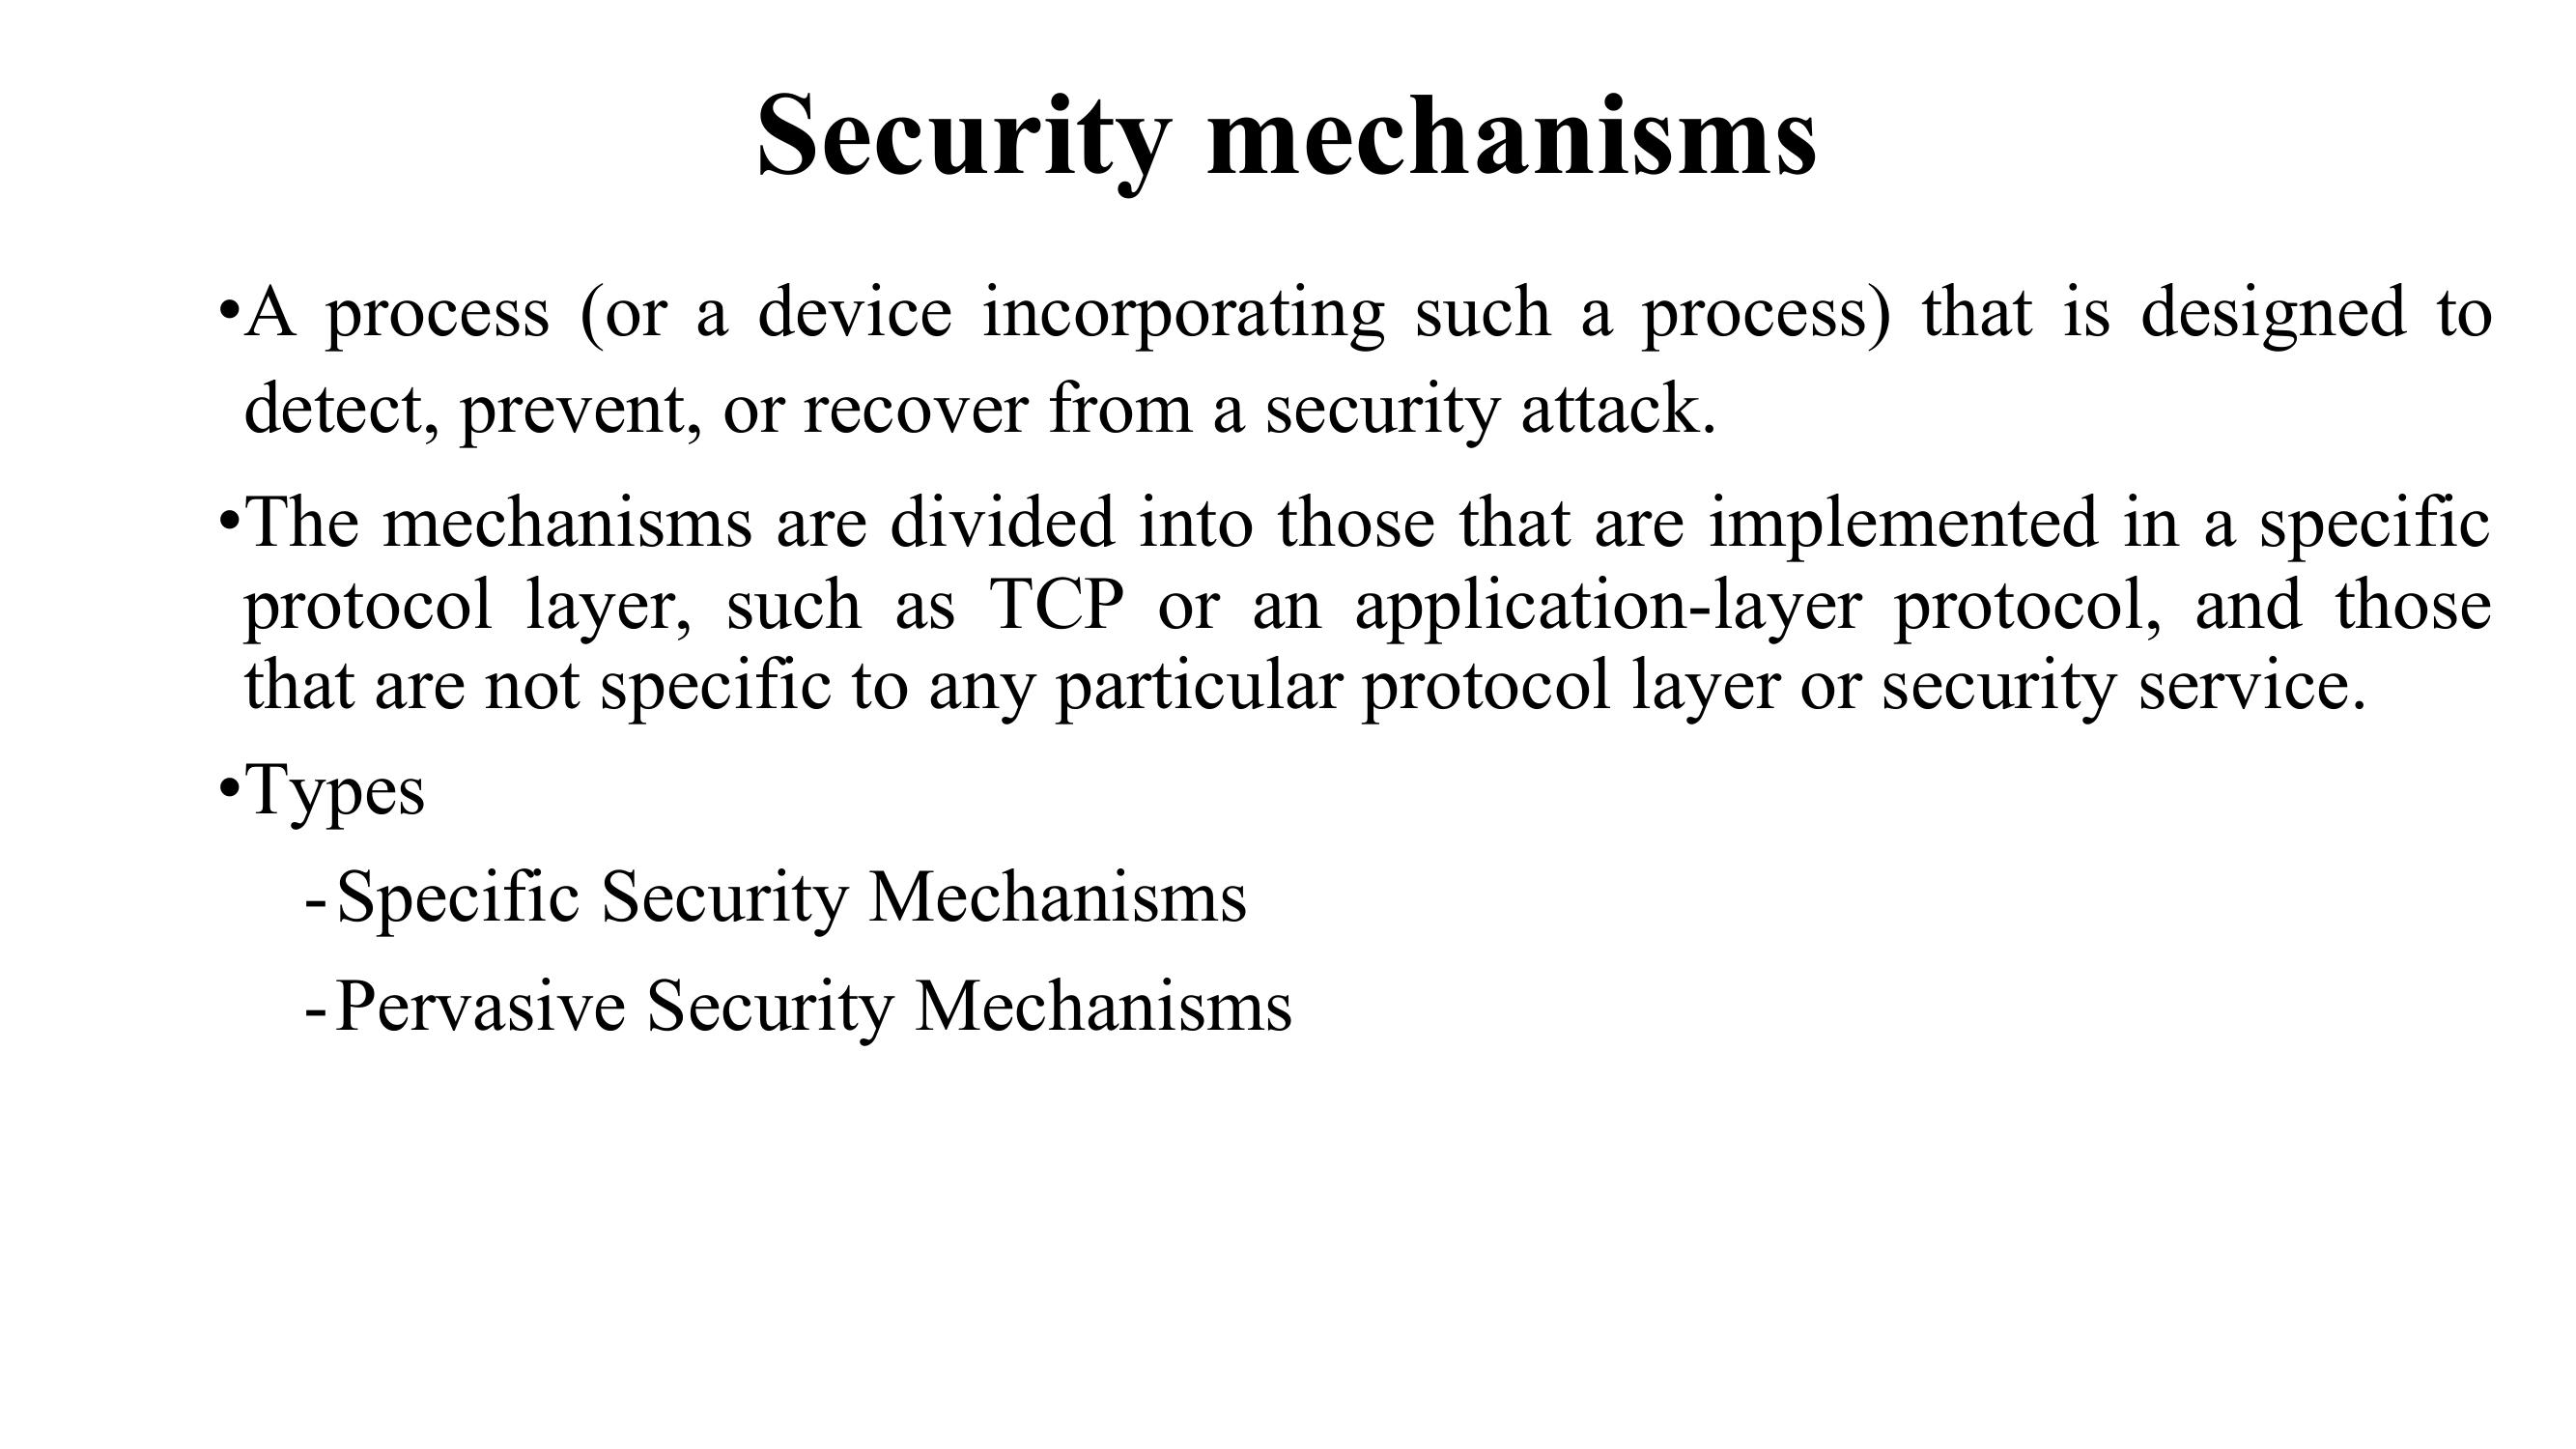 Security mechanisms
•A process (or a device incorporating such a process) that is designed to
detect, prevent, or recover from a security attack.
•The mechanisms are divided into those that are implemented in a specific
protocol layer, such as TCP or an application-layer protocol, and those
that are not specific to any particular protocol layer or security service.
•Types
-Specific Security Mechanisms
-Pervasive Security Mechanisms